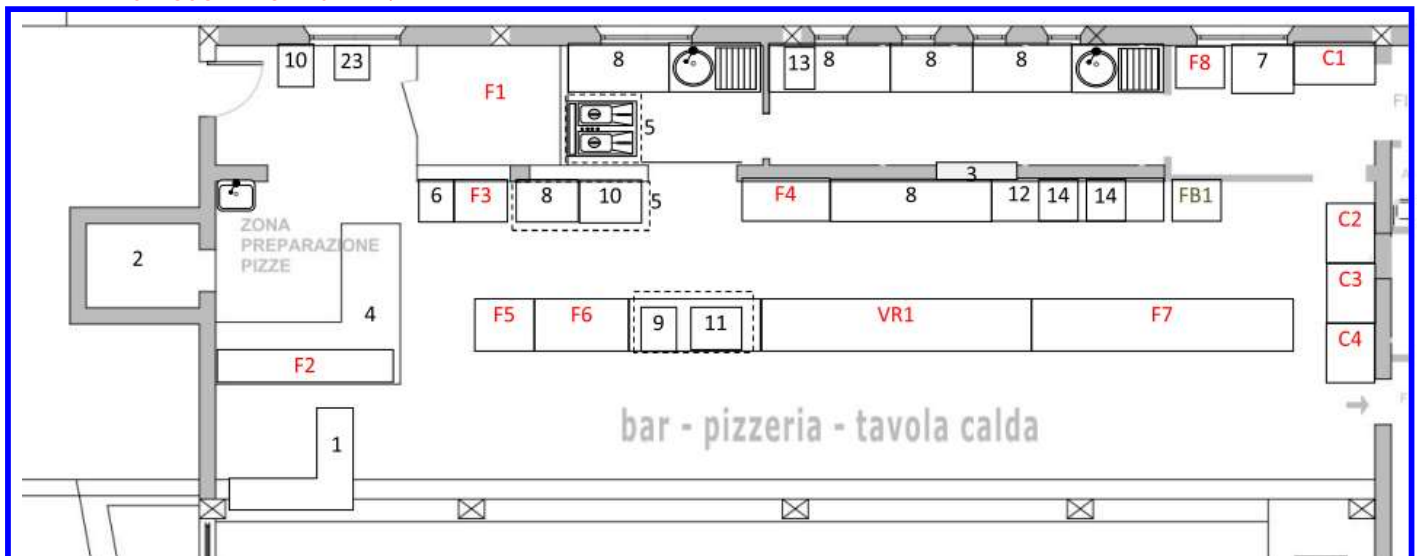 10
23
F1
8
13
8
8
8
F8
7
C1
5
3
6
F3
8
10
5
F4
8
12
14
14
FB1
C2
ZONA
PREPARAZIONE
PIZZE
2
4
F5
F6
9
11
VR1
F7
C3
F2
C4
bar - pizzeria - tavola calda
1